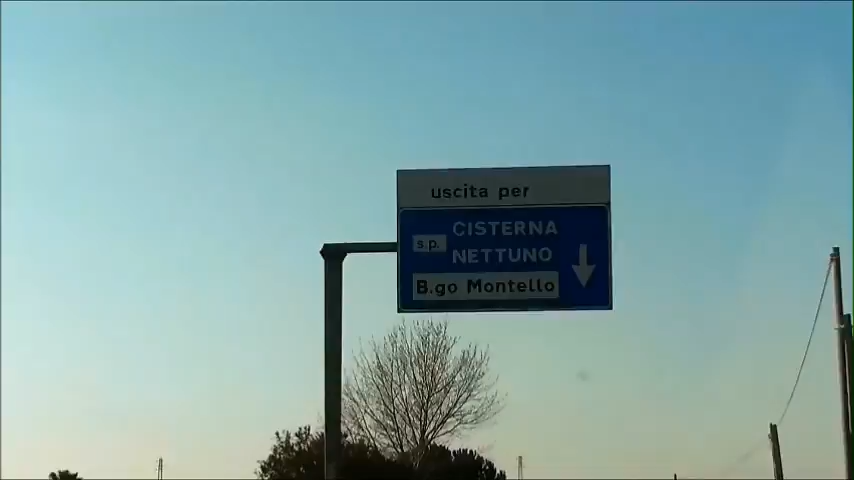 uscita per
CISTERNA
s.p.
NETTUNO
B.go Montello